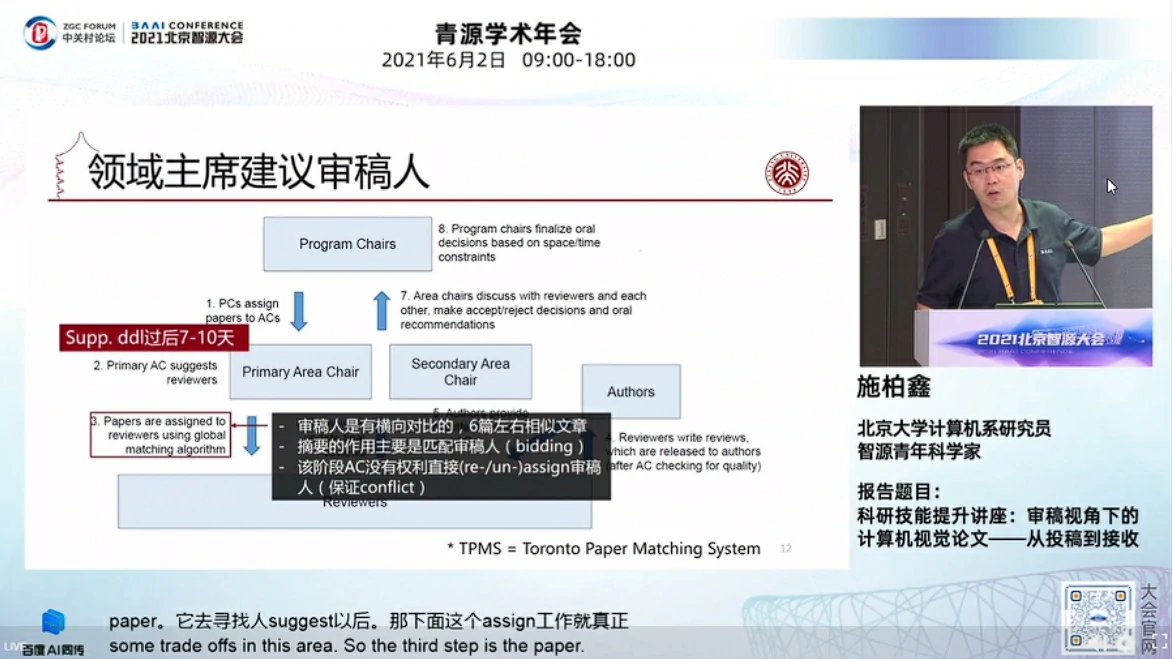 ZGC FORUM
中关村论坛
BAAI CONFERENCE
2021北京智源大会
青源学术年会
2021年6月2日 09:00-18:00
领域主席建议审稿人
Program Chairs
8. Program chairs finalize oral
decisions based on space/time
constraints
1. PCs assign
papers to ACs
7. Area chairs discuss with reviewers and each
other, make accept/reject decisions and oral
recommendations
Supp. ddl过后7-10天
2. Primary AC suggests
reviewers
Primary Area Chair
Secondary Area
Chair
Authors
5. Authors provide
3. Papers are assigned to
reviewers using global
matching algorithm
- 审稿人是有横向对比的，6篇左右相似文章
- 摘要的作用主要是匹配审稿人（bidding）
- 该阶段AC没有权利直接(re-/un-)assign审稿
人（保证conflict）
4. Reviewers write reviews,
which are released to authors
(after AC checking for quality)
Reviewers
* TPMS = Toronto Paper Matching System
12
2021北京智源大会
施柏鑫
北京大学计算机系研究员
智源青年科学家
报告题目：
科研技能提升讲座：审稿视角下的
计算机视觉论文——从投稿到接收
大会官网
paper。它去寻找人suggest以后。那下面这个assign工作就真正
some trade offs in this area. So the third step is the paper.
LIVE
百度AI同传